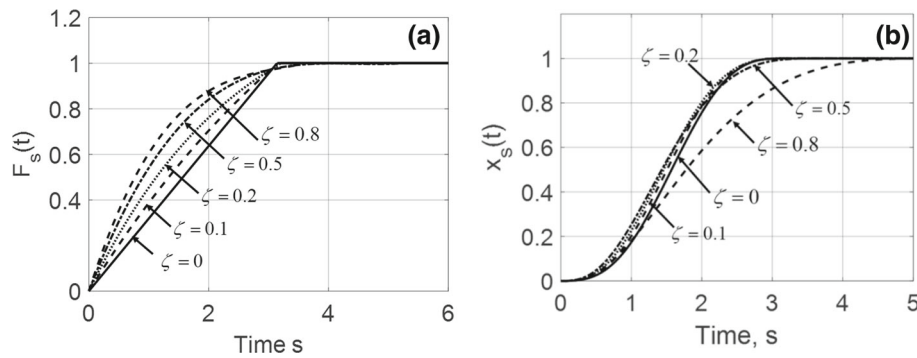 (a)
1.2
1
0.8
0.6
0.4
0
F_s(t)
ζ = 0.8
ζ = 0.5
ζ = 0.2
ζ = 0.1
ζ = 0
0 2 4 6
Time s
(b)
1
0.8
0.6
0.4
0.2
0
x_s(t)
ζ = 0.2
ζ = 0.5
ζ = 0.8
ζ = 0
ζ = 0.1
0 1 2 3 4 5
Time, s